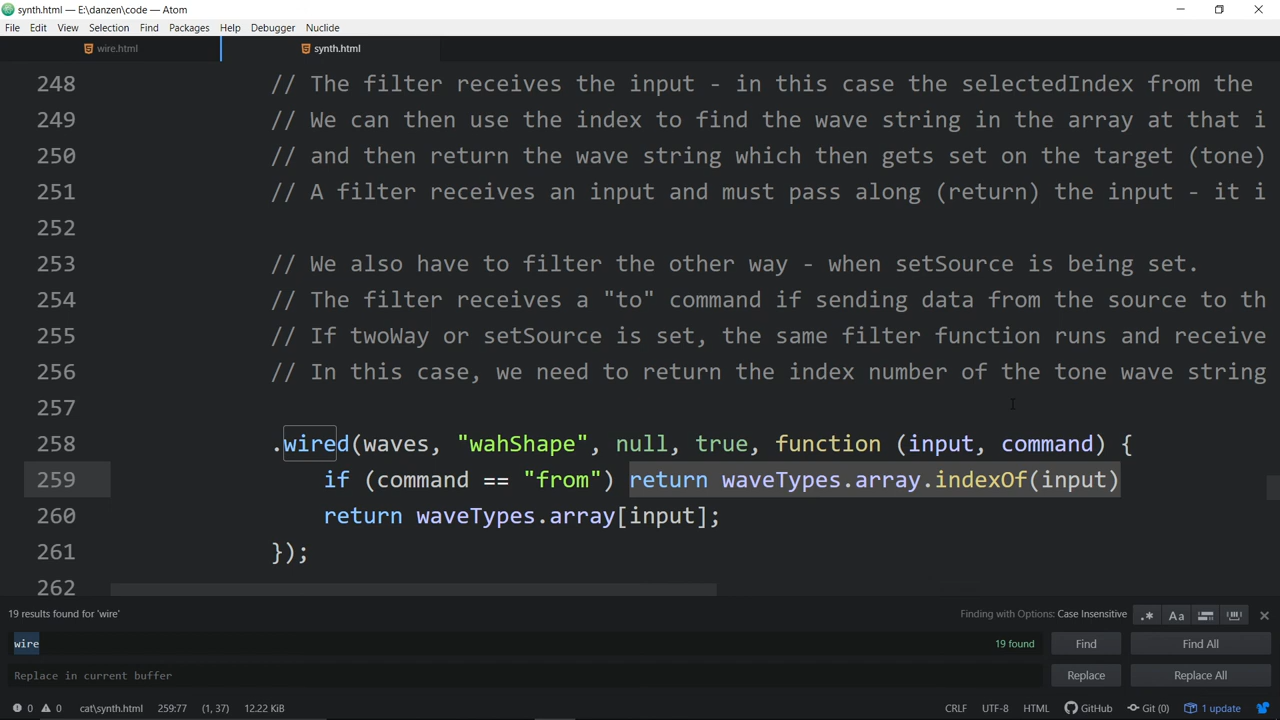 synth.html — E:\danzen\code — Atom
File Edit View Selection Find Packages Help Debugger Nuclide
wire.html synth.html
248 // The filter receives the input - in this case the selectedIndex from the
249 // We can then use the index to find the wave string in the array at that i
250 // and then return the wave string which then gets set on the target (tone)
251 // A filter receives an input and must pass along (return) the input - it i
252
253 // We also have to filter the other way - when setSource is being set.
254 // The filter receives a "to" command if sending data from the source to th
255 // If twoWay or setSource is set, the same filter function runs and receive
256 // In this case, we need to return the index number of the tone wave string
257
258 .wired(waves, "wahShape", null, true, function (input, command) {
259 if (command == "from") return waveTypes.array.indexOf(input)
260 return waveTypes.array[input];
261 });
262
19 results found for 'wire' Finding with Options: Case Insensitive .* Aa
wire 19 found Find Find All
Replace in current buffer Replace Replace All
0 0 cat\synth.html 259:77 (1, 37) 12.22 KiB CRLF UTF-8 HTML GitHub Git (0) 1 update